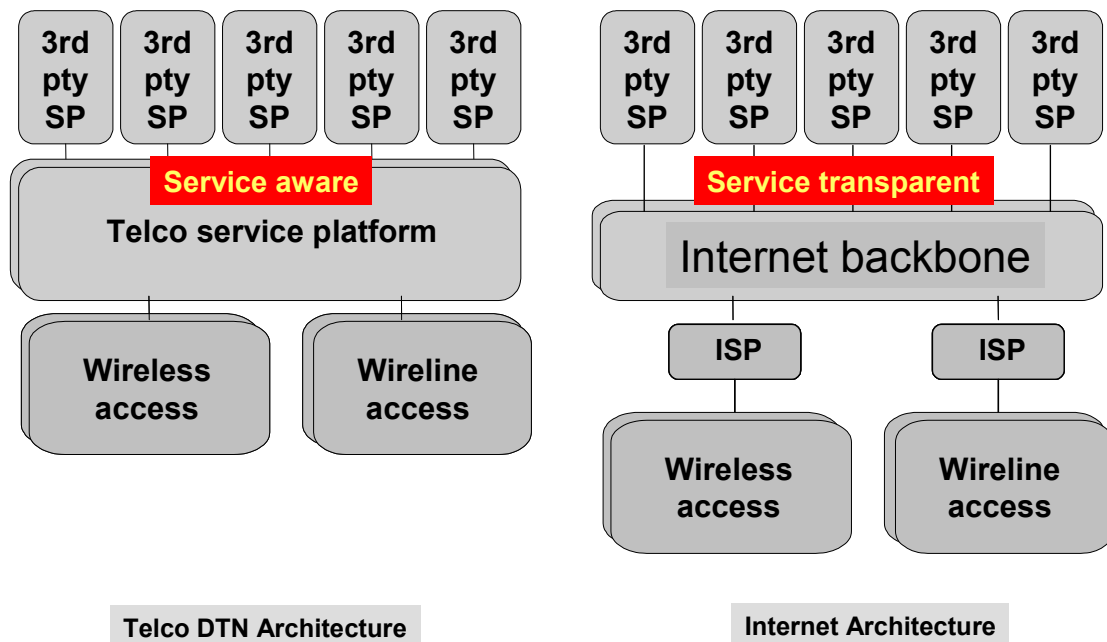 3rd
pty
SP
3rd
pty
SP
3rd
pty
SP
3rd
pty
SP
3rd
pty
SP
Service aware
Telco service platform
Wireless
access
Wireline
access
Telco DTN Architecture
3rd
pty
SP
3rd
pty
SP
3rd
pty
SP
3rd
pty
SP
3rd
pty
SP
Service transparent
Internet backbone
ISP
ISP
Wireless
access
Wireline
access
Internet Architecture